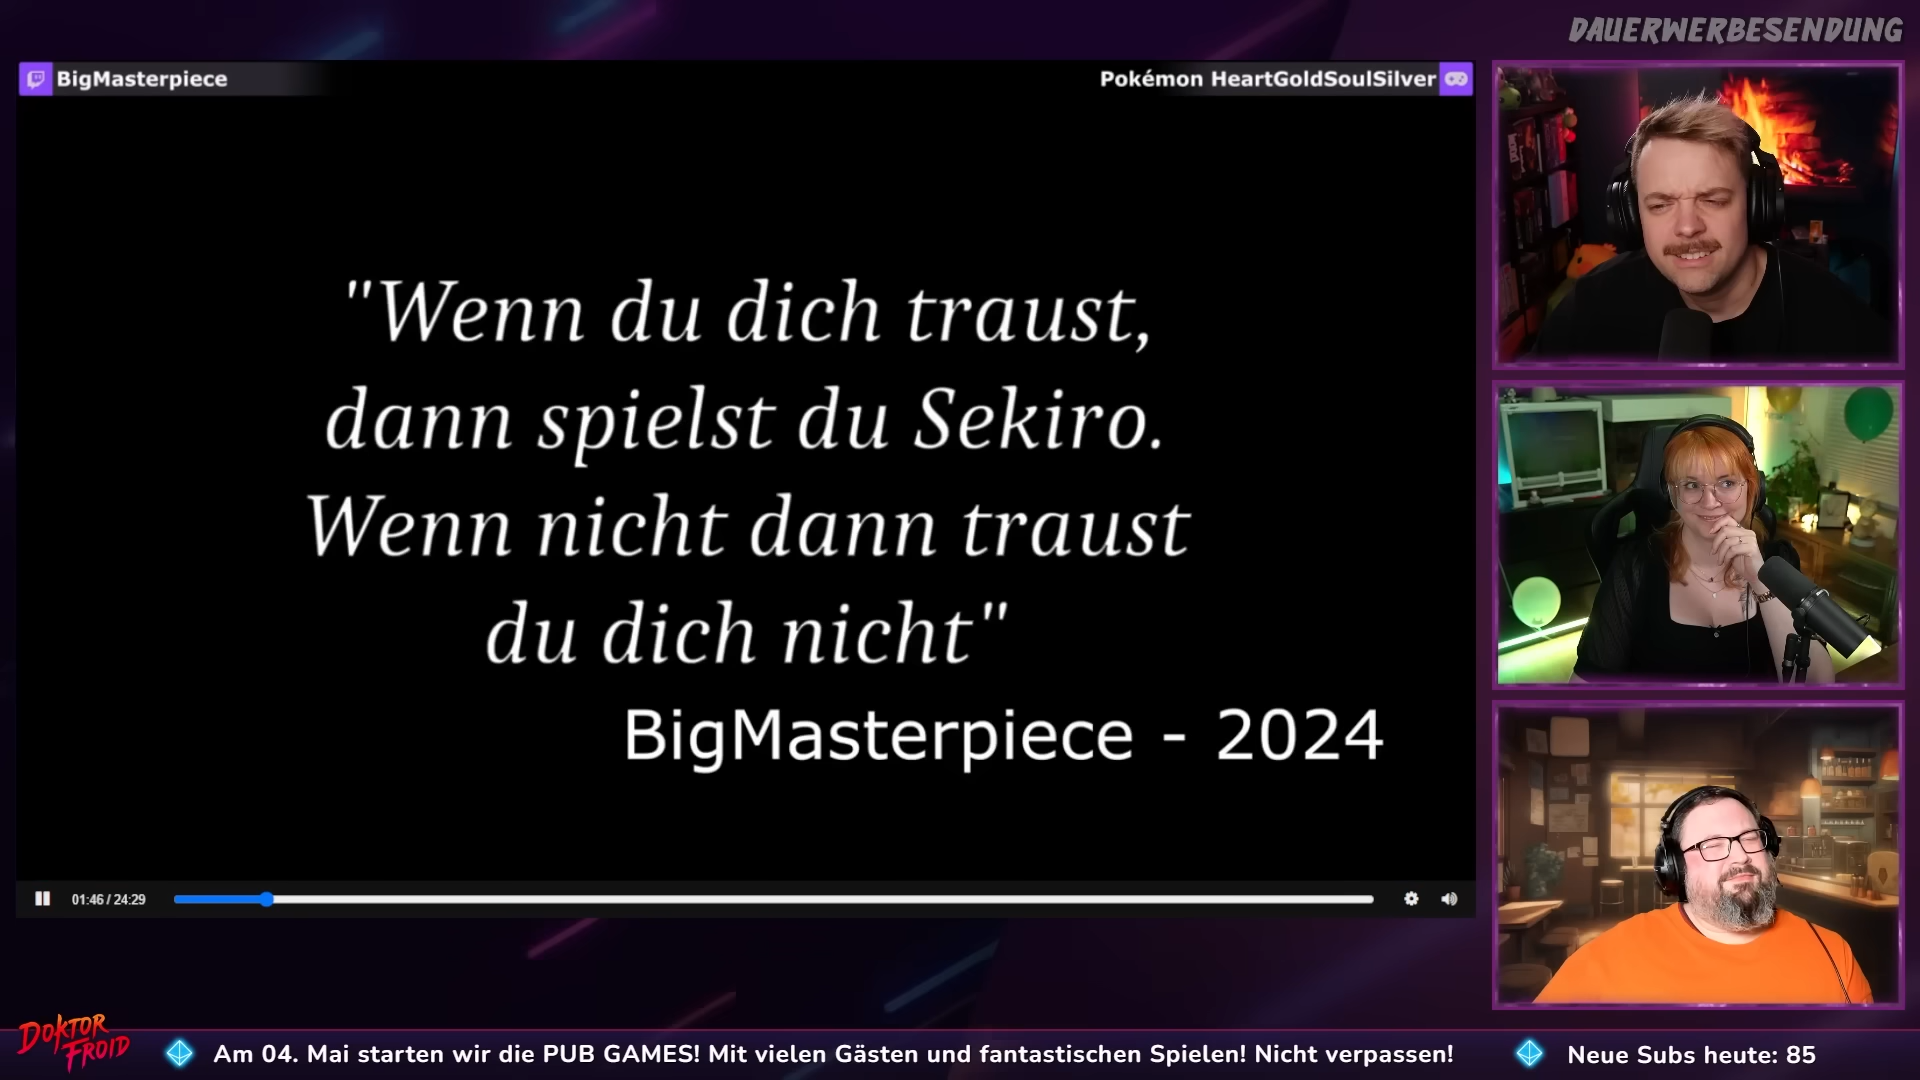 DAUERWERBESENDUNG
BigMasterpiece
Pokémon HeartGoldSoulSilver
"Wenn du dich traust,
dann spielst du Sekiro.
Wenn nicht dann traust
du dich nicht"
BigMasterpiece - 2024
01:46 / 24:29
DOKTOR
FROID
Am 04. Mai starten wir die PUB GAMES! Mit vielen Gästen und fantastischen Spielen! Nicht verpassen!
Neue Subs heute: 85